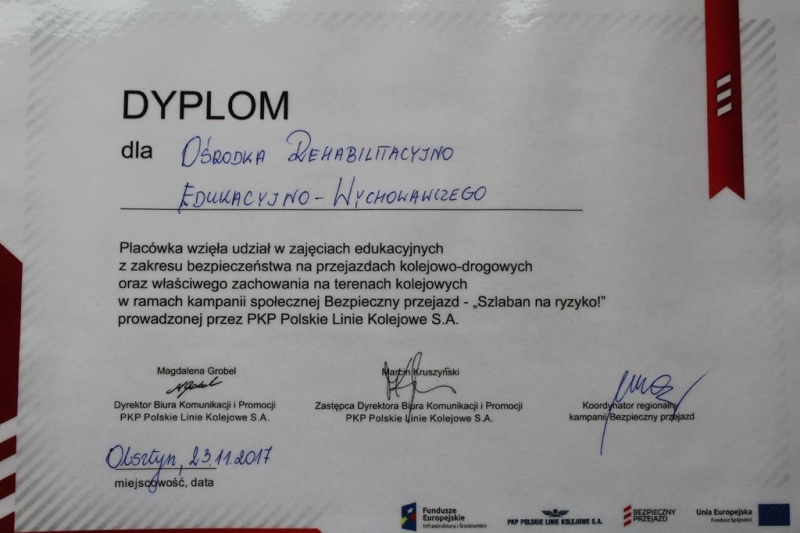 DYPLOM
dla Ośrodka Rehabilitacyjno
Edukacyjno-Wychowawczego
Placówka wzięła udział w zajęciach edukacyjnych
z zakresu bezpieczeństwa na przejazdach kolejowo-drogowych
oraz właściwego zachowania na terenach kolejowych
w ramach kampanii społecznej Bezpieczny przejazd - „Szlaban na ryzyko!”
prowadzonej przez PKP Polskie Linie Kolejowe S.A.
Magdalena Grobel
Dyrektor Biura Komunikacji i Promocji
PKP Polskie Linie Kolejowe S.A.
Marcin Kruszyński
Zastępca Dyrektora Biura Komunikacji i Promocji
PKP Polskie Linie Kolejowe S.A.
Koordynator regionalny
kampanii Bezpieczny przejazd
Olsztyn, 23.11.2017
miejscowość, data
Fundusze
Europejskie
Infrastruktura i Środowisko
PKP POLSKIE LINIE KOLEJOWE S.A.
BEZPIECZNY
PRZEJAZD
Unia Europejska
Fundusz Spójności